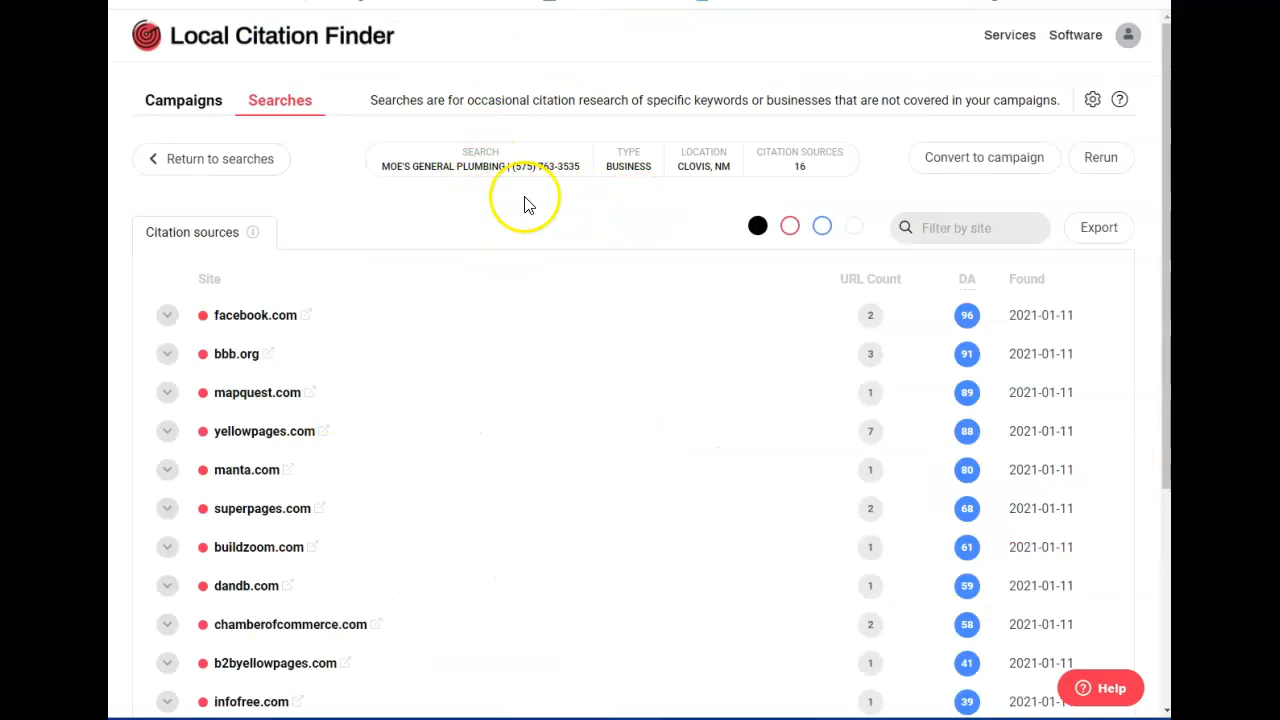 Local Citation Finder
Services Software
Campaigns Searches Searches are for occasional citation research of specific keywords or businesses that are not covered in your campaigns.
Return to searches
SEARCH TYPE LOCATION CITATION SOURCES
MOE'S GENERAL PLUMBING | (575) 763-3535 BUSINESS CLOVIS, NM 16
Convert to campaign Rerun
Citation sources Filter by site Export
Site URL Count DA Found
facebook.com 2 96 2021-01-11
bbb.org 3 91 2021-01-11
mapquest.com 1 89 2021-01-11
yellowpages.com 7 88 2021-01-11
manta.com 1 80 2021-01-11
superpages.com 2 68 2021-01-11
buildzoom.com 1 61 2021-01-11
dandb.com 1 59 2021-01-11
chamberofcommerce.com 2 58 2021-01-11
b2byellowpages.com 1 41 2021-01-11
infofree.com 1 39 2021-01-
Help